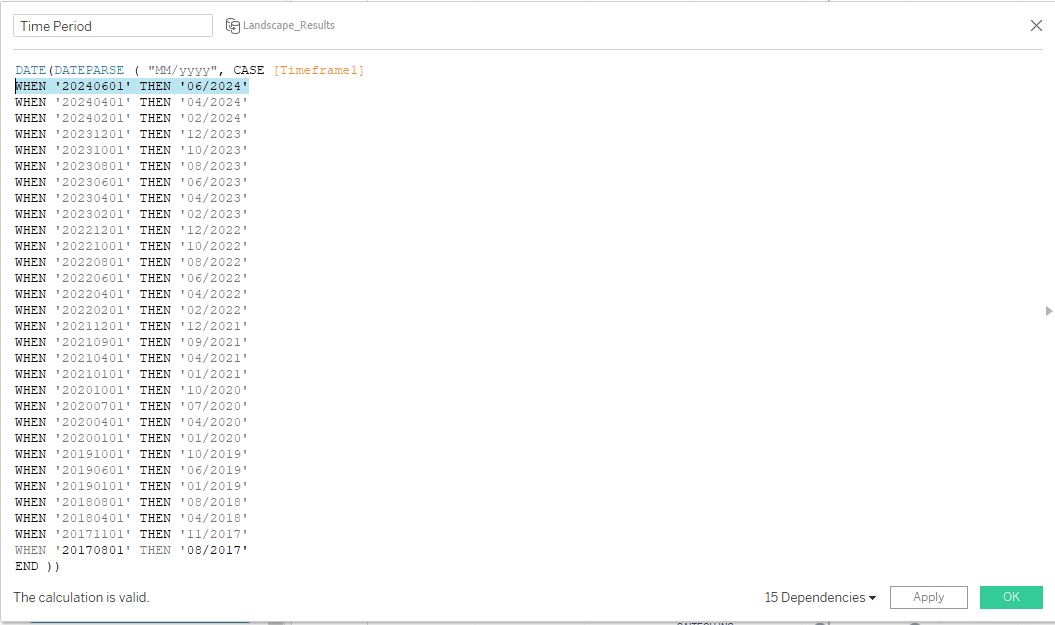 Time Period
Landscape_Results
DATE(DATEPARSE ( "MM/yyyy", CASE [Timeframe1]
WHEN '20240601' THEN '06/2024'
WHEN '20240401' THEN '04/2024'
WHEN '20240201' THEN '02/2024'
WHEN '20231201' THEN '12/2023'
WHEN '20231001' THEN '10/2023'
WHEN '20230801' THEN '08/2023'
WHEN '20230601' THEN '06/2023'
WHEN '20230401' THEN '04/2023'
WHEN '20230201' THEN '02/2023'
WHEN '20221201' THEN '12/2022'
WHEN '20221001' THEN '10/2022'
WHEN '20220801' THEN '08/2022'
WHEN '20220601' THEN '06/2022'
WHEN '20220401' THEN '04/2022'
WHEN '20220201' THEN '02/2022'
WHEN '20211201' THEN '12/2021'
WHEN '20210901' THEN '09/2021'
WHEN '20210401' THEN '04/2021'
WHEN '20210101' THEN '01/2021'
WHEN '20201001' THEN '10/2020'
WHEN '20200701' THEN '07/2020'
WHEN '20200401' THEN '04/2020'
WHEN '20200101' THEN '01/2020'
WHEN '20191001' THEN '10/2019'
WHEN '20190601' THEN '06/2019'
WHEN '20190101' THEN '01/2019'
WHEN '20180801' THEN '08/2018'
WHEN '20180401' THEN '04/2018'
WHEN '20171101' THEN '11/2017'
WHEN '20170801' THEN '08/2017'
END ))
The calculation is valid.
15 Dependencies
Apply
OK